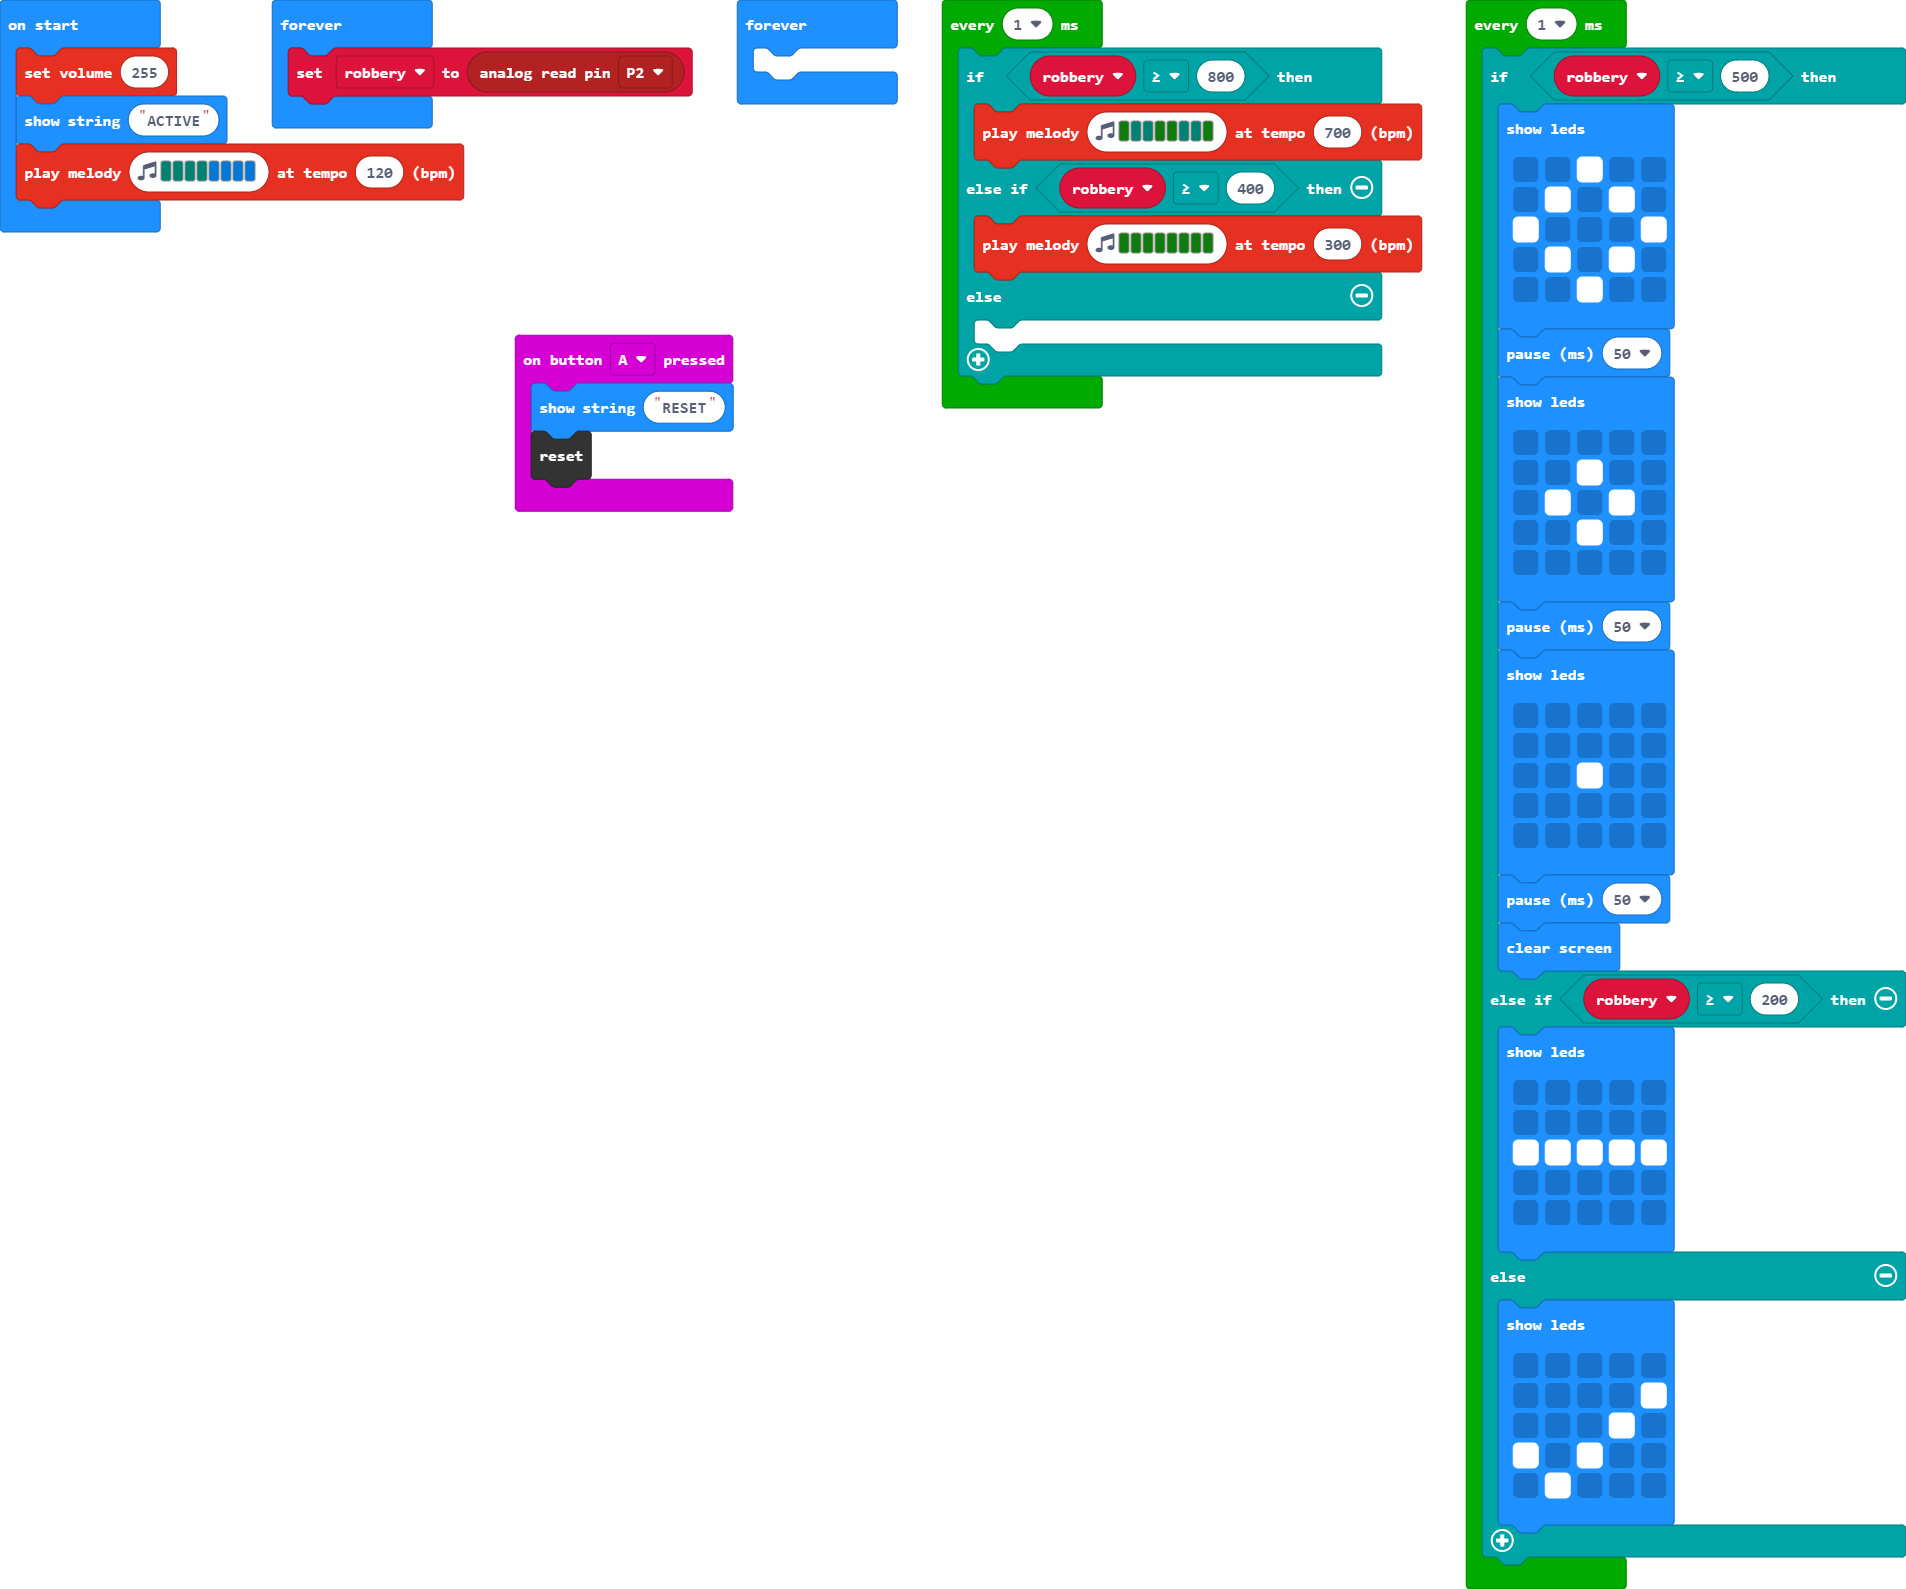 on start
set volume 255
show string "ACTIVE"
play melody at tempo 120 (bpm)
forever
set robbery to analog read pin P2
forever
on button A pressed
show string "RESET"
reset
every 1 ms
if robbery ≥ 800 then
play melody at tempo 700 (bpm)
else if robbery ≥ 400 then
play melody at tempo 300 (bpm)
else
every 1 ms
if robbery ≥ 500 then
show leds
pause (ms) 50
show leds
pause (ms) 50
show leds
pause (ms) 50
clear screen
else if robbery ≥ 200 then
show leds
else
show leds